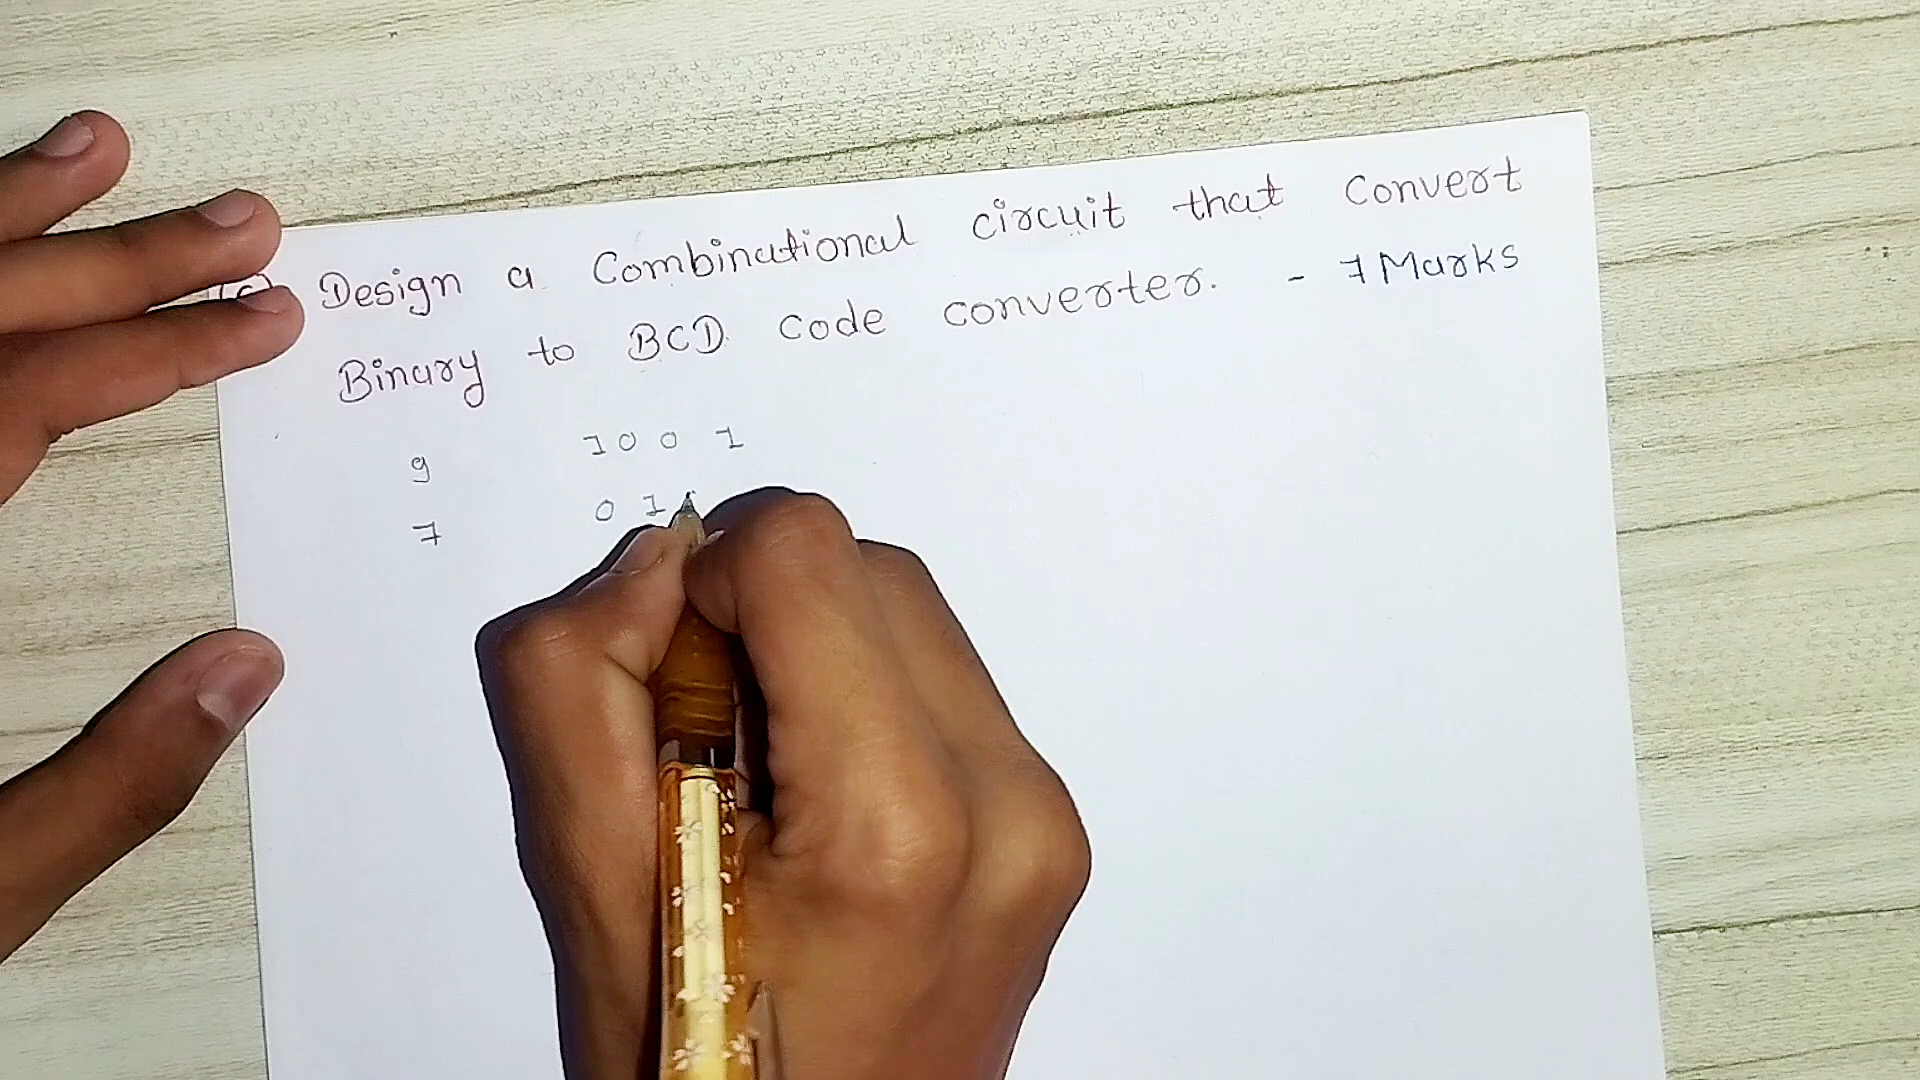 (c) Design a Combinational circuit that Convert
Binary to BCD Code converter. - 7 Marks
9 1 0 0 1
7 0 1